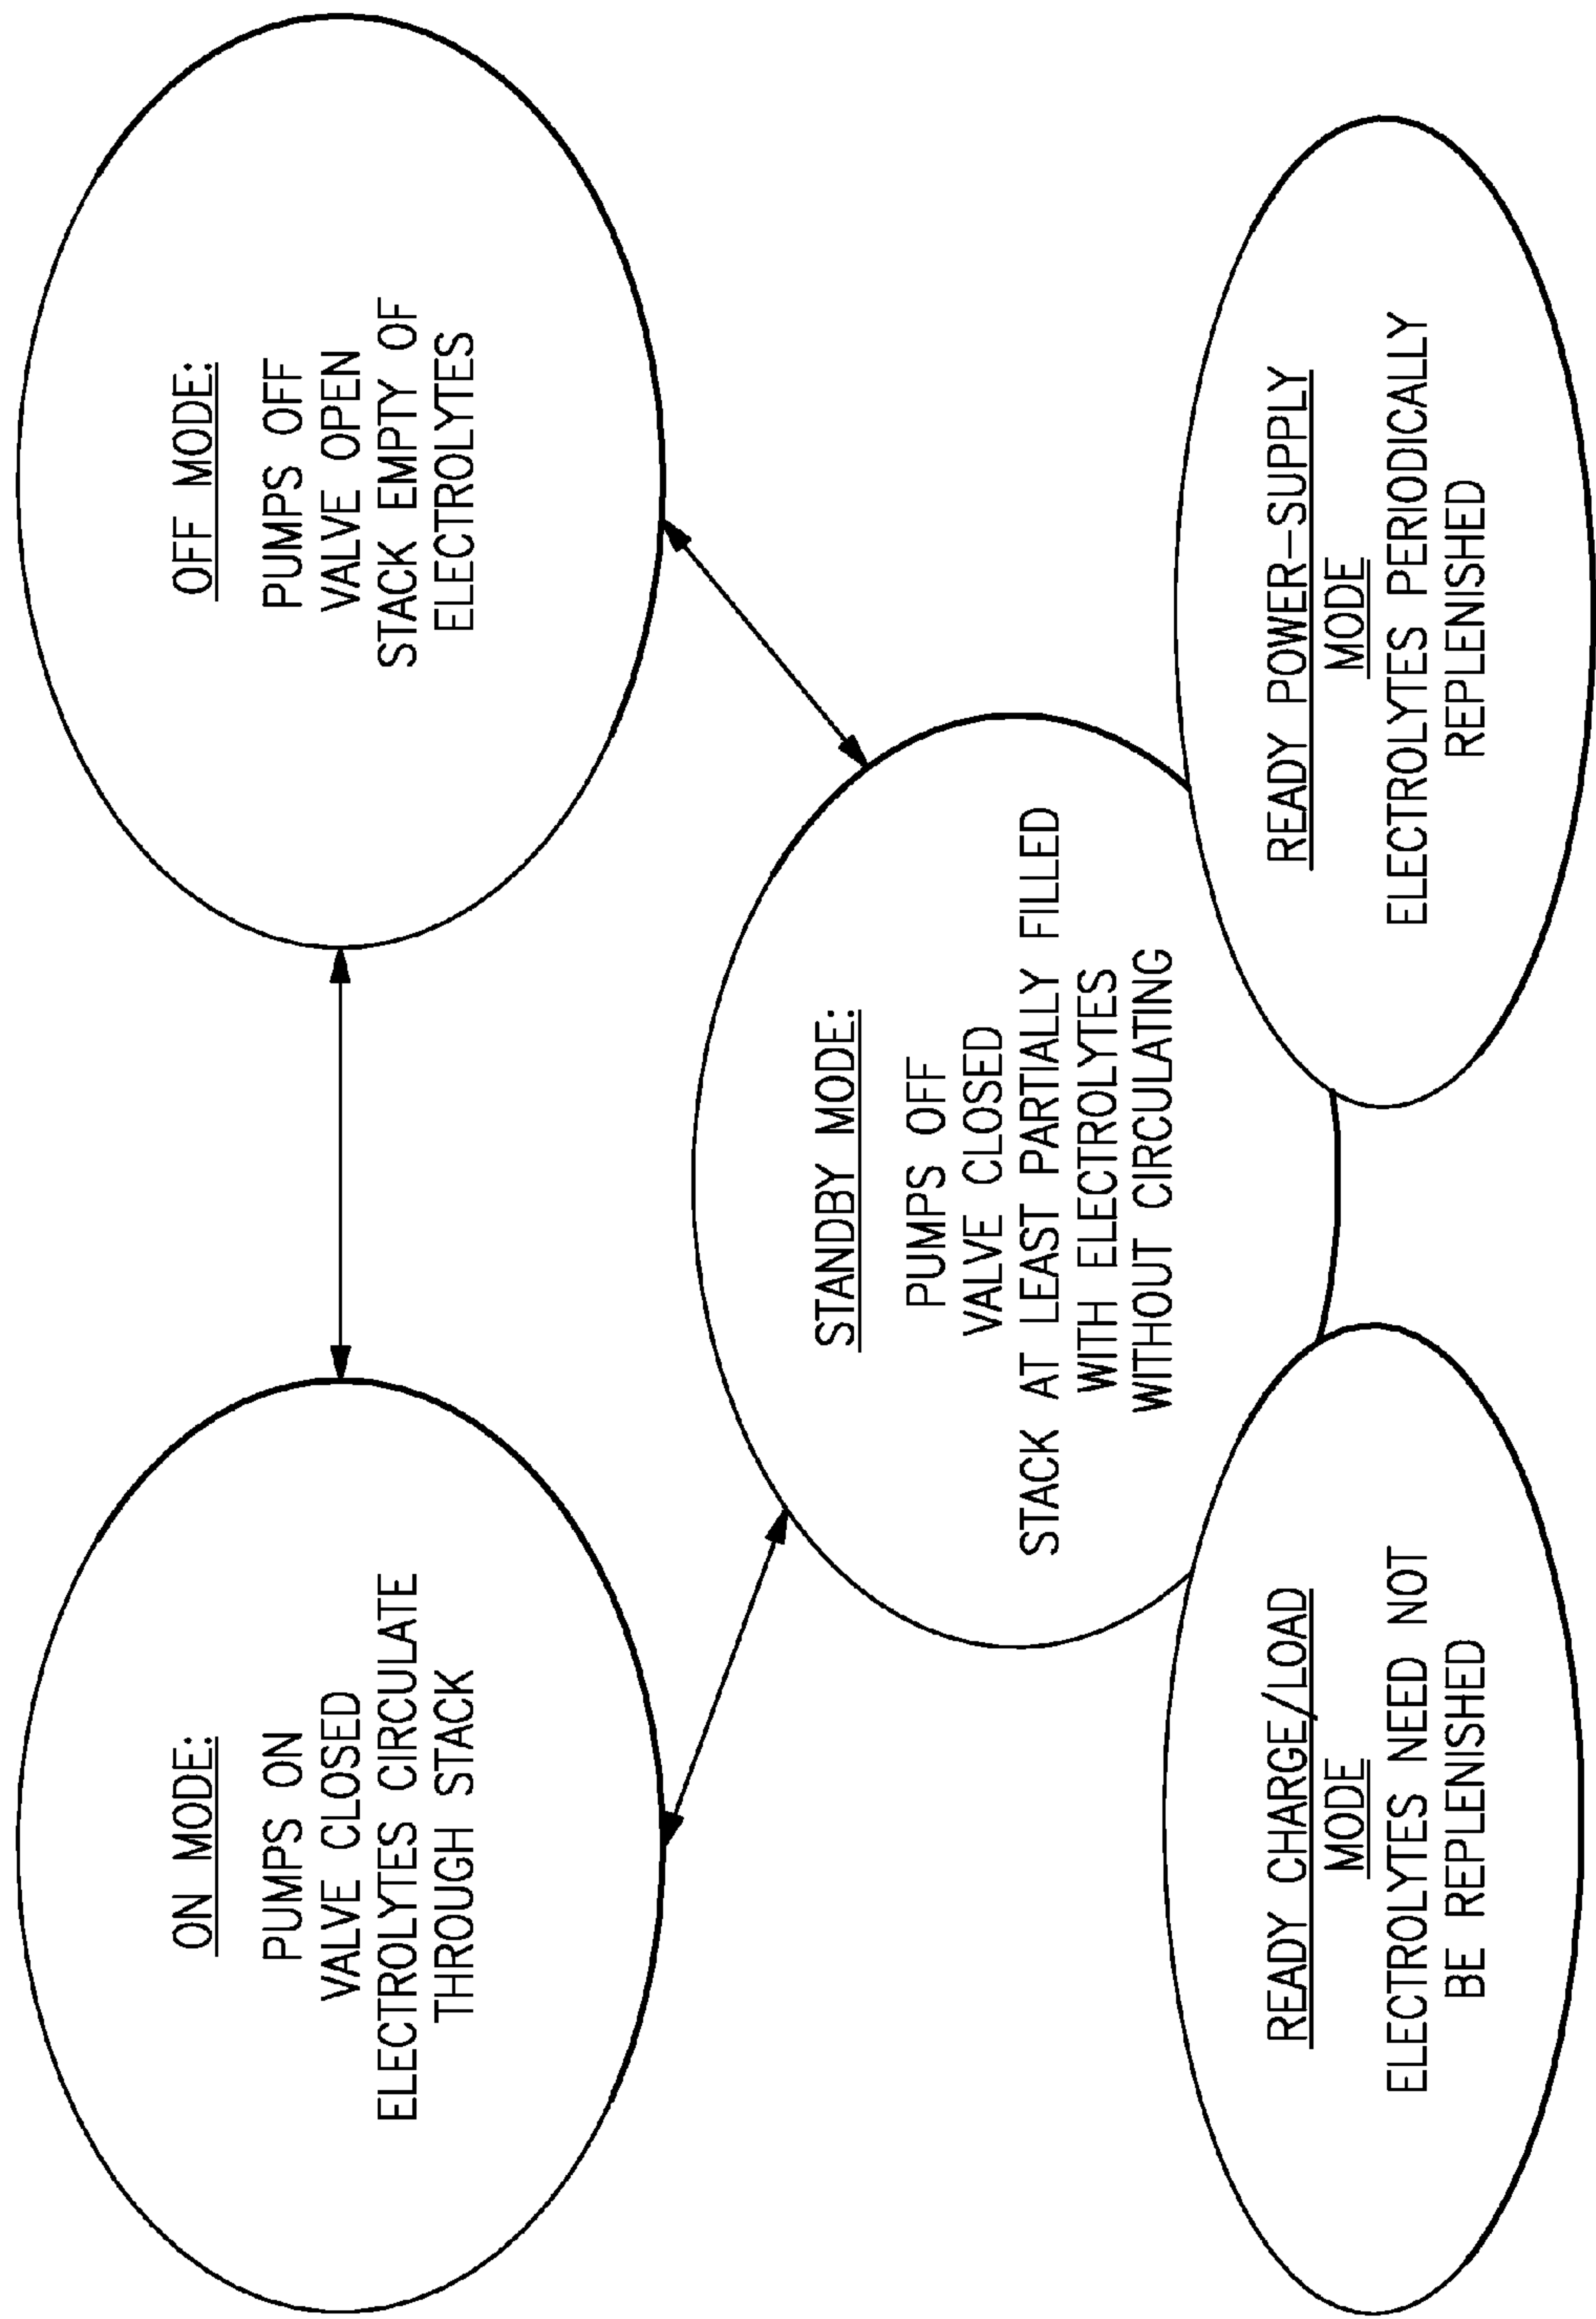 ON MODE:
PUMPS ON
VALVE CLOSED
ELECTROLYTES CIRCULATE
THROUGH STACK
OFF MODE:
PUMPS OFF
VALVE OPEN
STACK EMPTY OF
ELECTROLYTES
STANDBY MODE:
PUMPS OFF
VALVE CLOSED
STACK AT LEAST PARTIALLY FILLED
WITH ELECTROLYTES
WITHOUT CIRCULATING
READY CHARGE/LOAD
MODE
ELECTROLYTES NEED NOT
BE REPLENISHED
READY POWER-SUPPLY
MODE
ELECTROLYTES PERIODICALLY
REPLENISHED